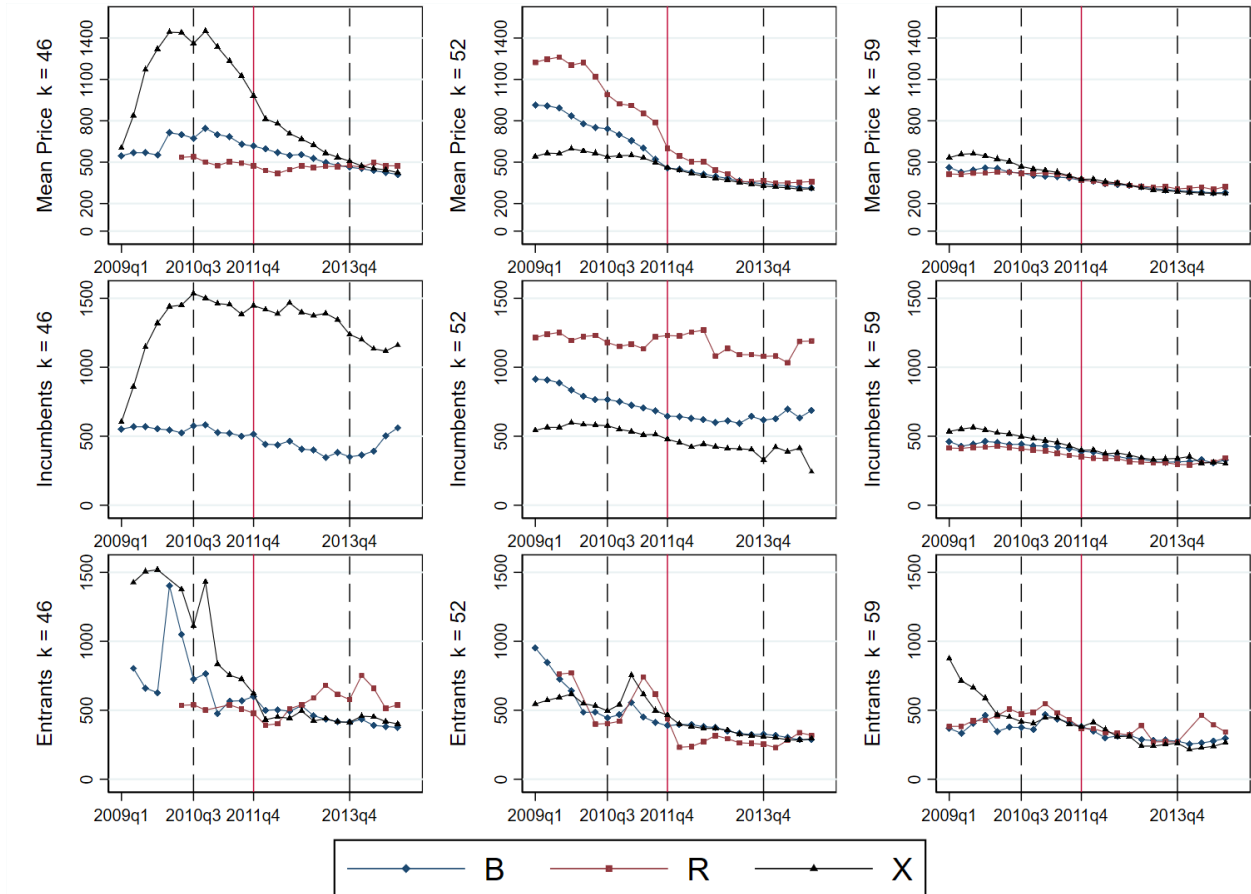 Mean Price k = 46
0 200 500 800 1100 1400
2009q1 2010q3 2011q4 2013q4
Mean Price k = 52
0 200 500 800 1100 1400
2009q1 2010q3 2011q4 2013q4
Mean Price k = 59
0 200 500 800 1100 1400
2009q1 2010q3 2011q4 2013q4
Incumbents k = 46
0 500 1000 1500
2009q1 2010q3 2011q4 2013q4
Incumbents k = 52
0 500 1000 1500
2009q1 2010q3 2011q4 2013q4
Incumbents k = 59
0 500 1000 1500
2009q1 2010q3 2011q4 2013q4
Entrants k = 46
0 500 1000 1500
2009q1 2010q3 2011q4 2013q4
Entrants k = 52
0 500 1000 1500
2009q1 2010q3 2011q4 2013q4
Entrants k = 59
0 500 1000 1500
2009q1 2010q3 2011q4 2013q4
B R X